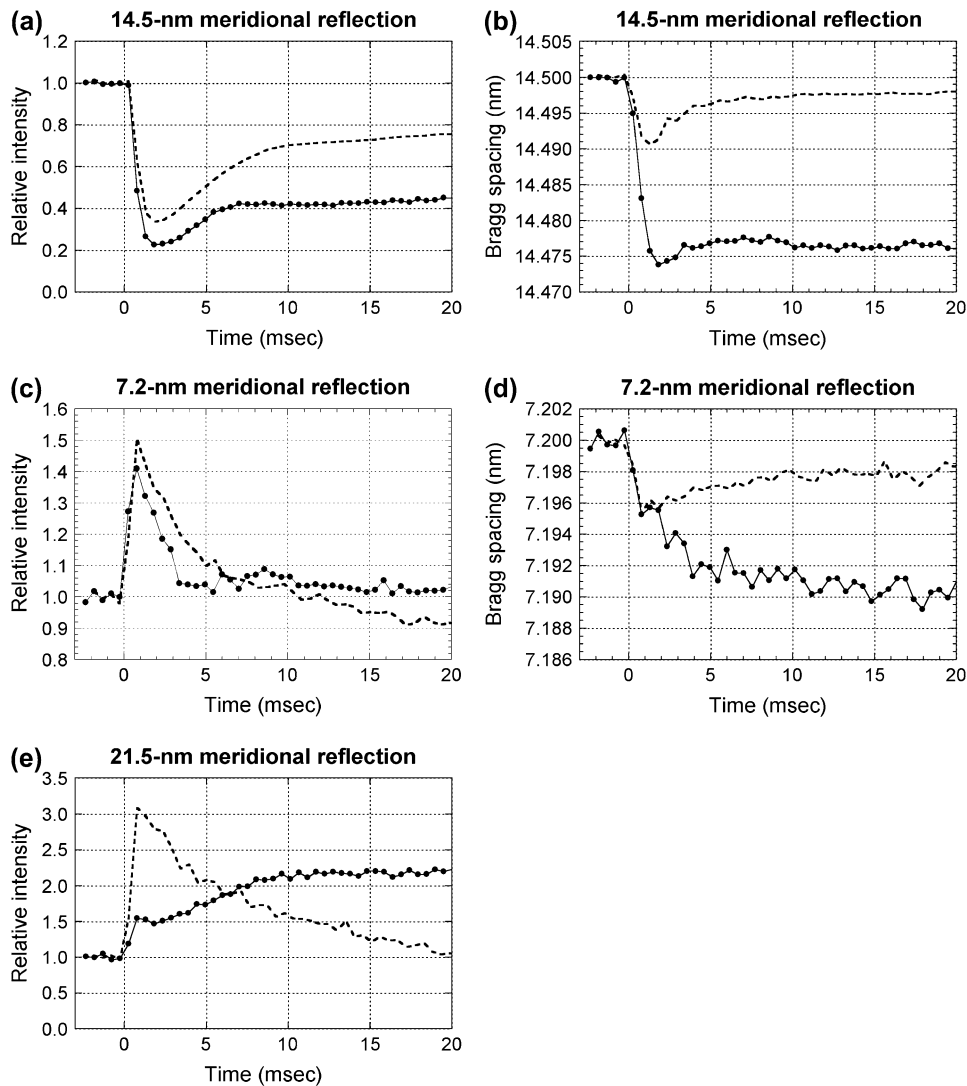 (a) 14.5-nm meridional reflection
Relative intensity
1.2
1.0
0.8
0.6
0.4
0.2
0.0
0 5 10 15 20
Time (msec)
(b) 14.5-nm meridional reflection
Bragg spacing (nm)
14.505
14.500
14.495
14.490
14.485
14.480
14.475
14.470
0 5 10 15 20
Time (msec)
(c) 7.2-nm meridional reflection
Relative intensity
1.6
1.5
1.4
1.3
1.2
1.1
1.0
0.9
0.8
0 5 10 15 20
Time (msec)
(d) 7.2-nm meridional reflection
Bragg spacing (nm)
7.202
7.200
7.198
7.196
7.194
7.192
7.190
7.188
7.186
0 5 10 15 20
Time (msec)
(e) 21.5-nm meridional reflection
Relative intensity
3.5
3.0
2.5
2.0
1.5
1.0
0.5
0.0
0 5 10 15 20
Time (msec)